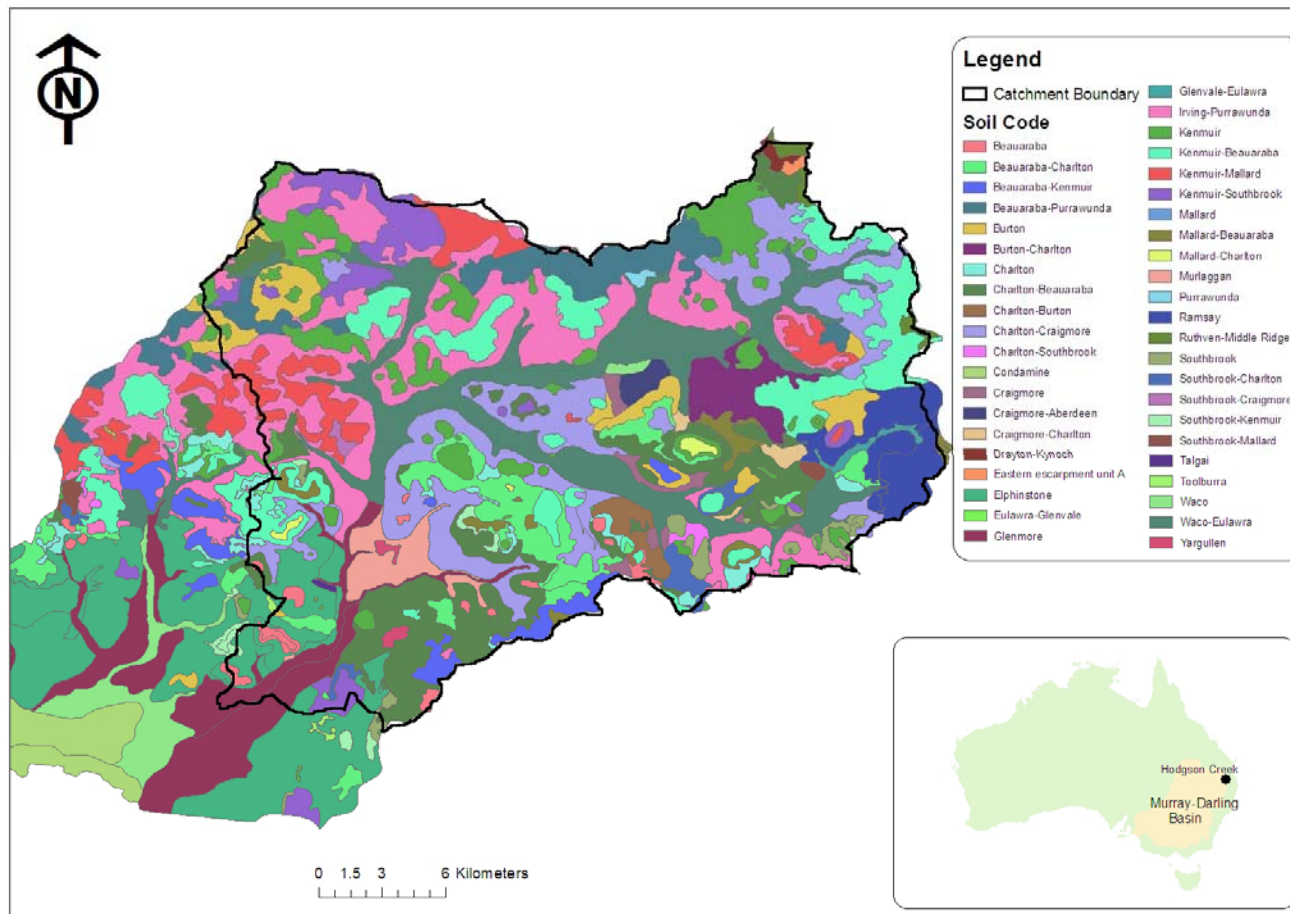 N
Legend
Catchment Boundary
Soil Code
Beauaraba
Beauaraba-Charlton
Beauaraba-Kenmuir
Beauaraba-Purrawunda
Burton
Burton-Charlton
Charlton
Charlton-Beauaraba
Charlton-Burton
Charlton-Craigmore
Charlton-Southbrook
Condamine
Craigmore
Craigmore-Aberdeen
Craigmore-Charlton
Drayton-Kynoch
Eastern escarpment unit A
Elphinstone
Eulawra-Glenvale
Glenmore
Glenvale-Eulawra
Irving-Purrawunda
Kenmuir
Kenmuir-Beauaraba
Kenmuir-Mallard
Kenmuir-Southbrook
Mallard
Mallard-Beauaraba
Mallard-Charlton
Murlaggan
Purrawunda
Ramsay
Ruthven-Middle Ridge
Southbrook
Southbrook-Charlton
Southbrook-Craigmore
Southbrook-Kenmuir
Southbrook-Mallard
Talgai
Toolburra
Waco
Waco-Eulawra
Yargullen
Hodgson Creek
Murray-Darling
Basin
0 1.5 3 6 Kilometers